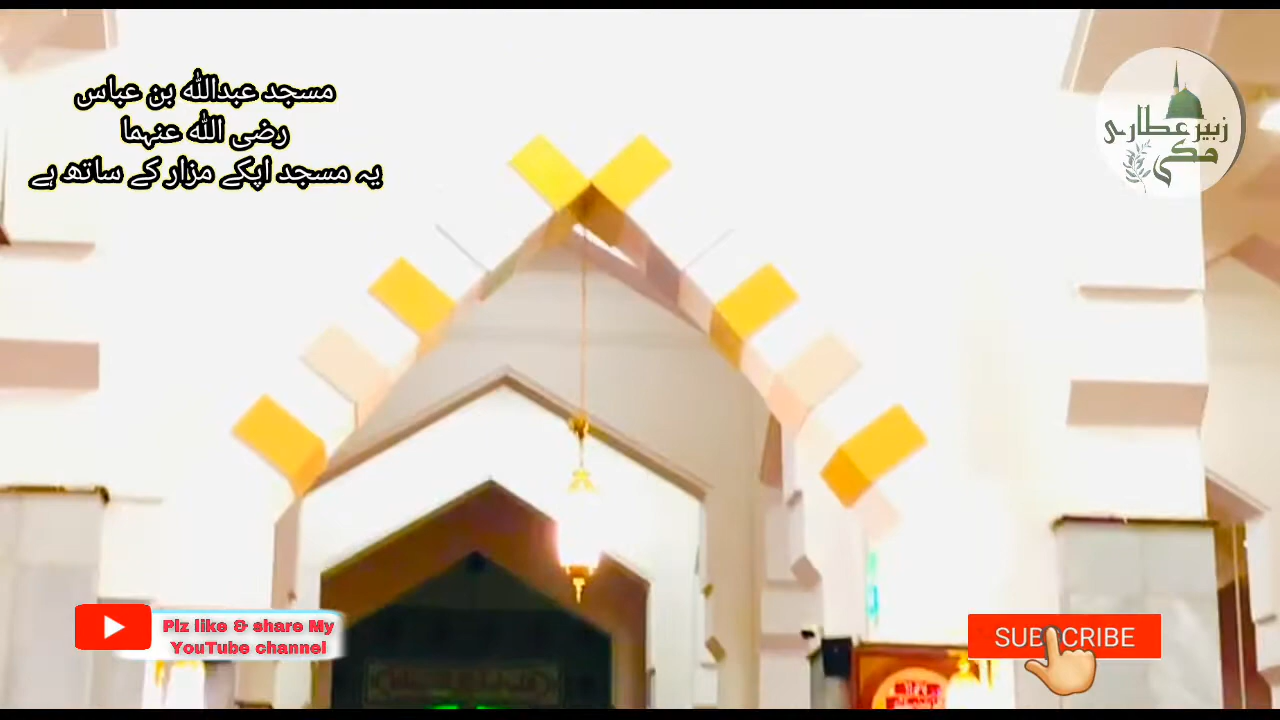 مسجد عبداللہ بن عباس
رضی اللہ عنہما
یہ مسجد اپکے مزار کے ساتھ ہے
زبیر عطاری
مکی
Plz like & share My
YouTube channel
SUBSCRIBE